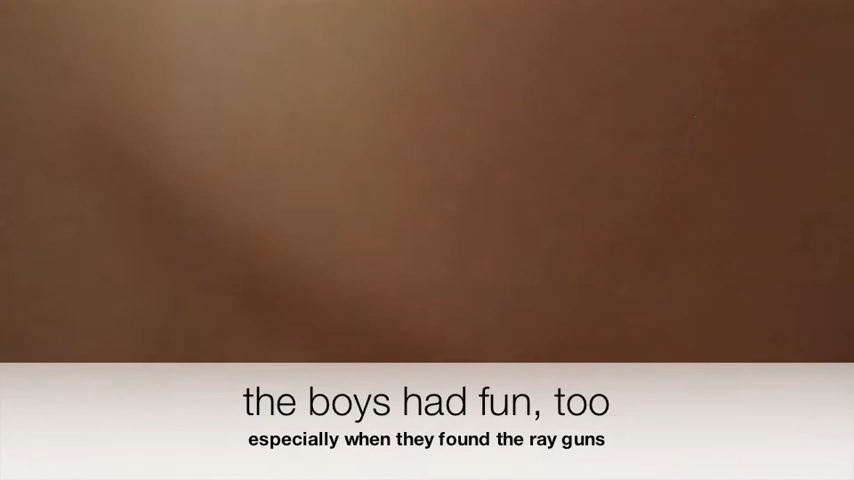 the boys had fun, too
especially when they found the ray guns